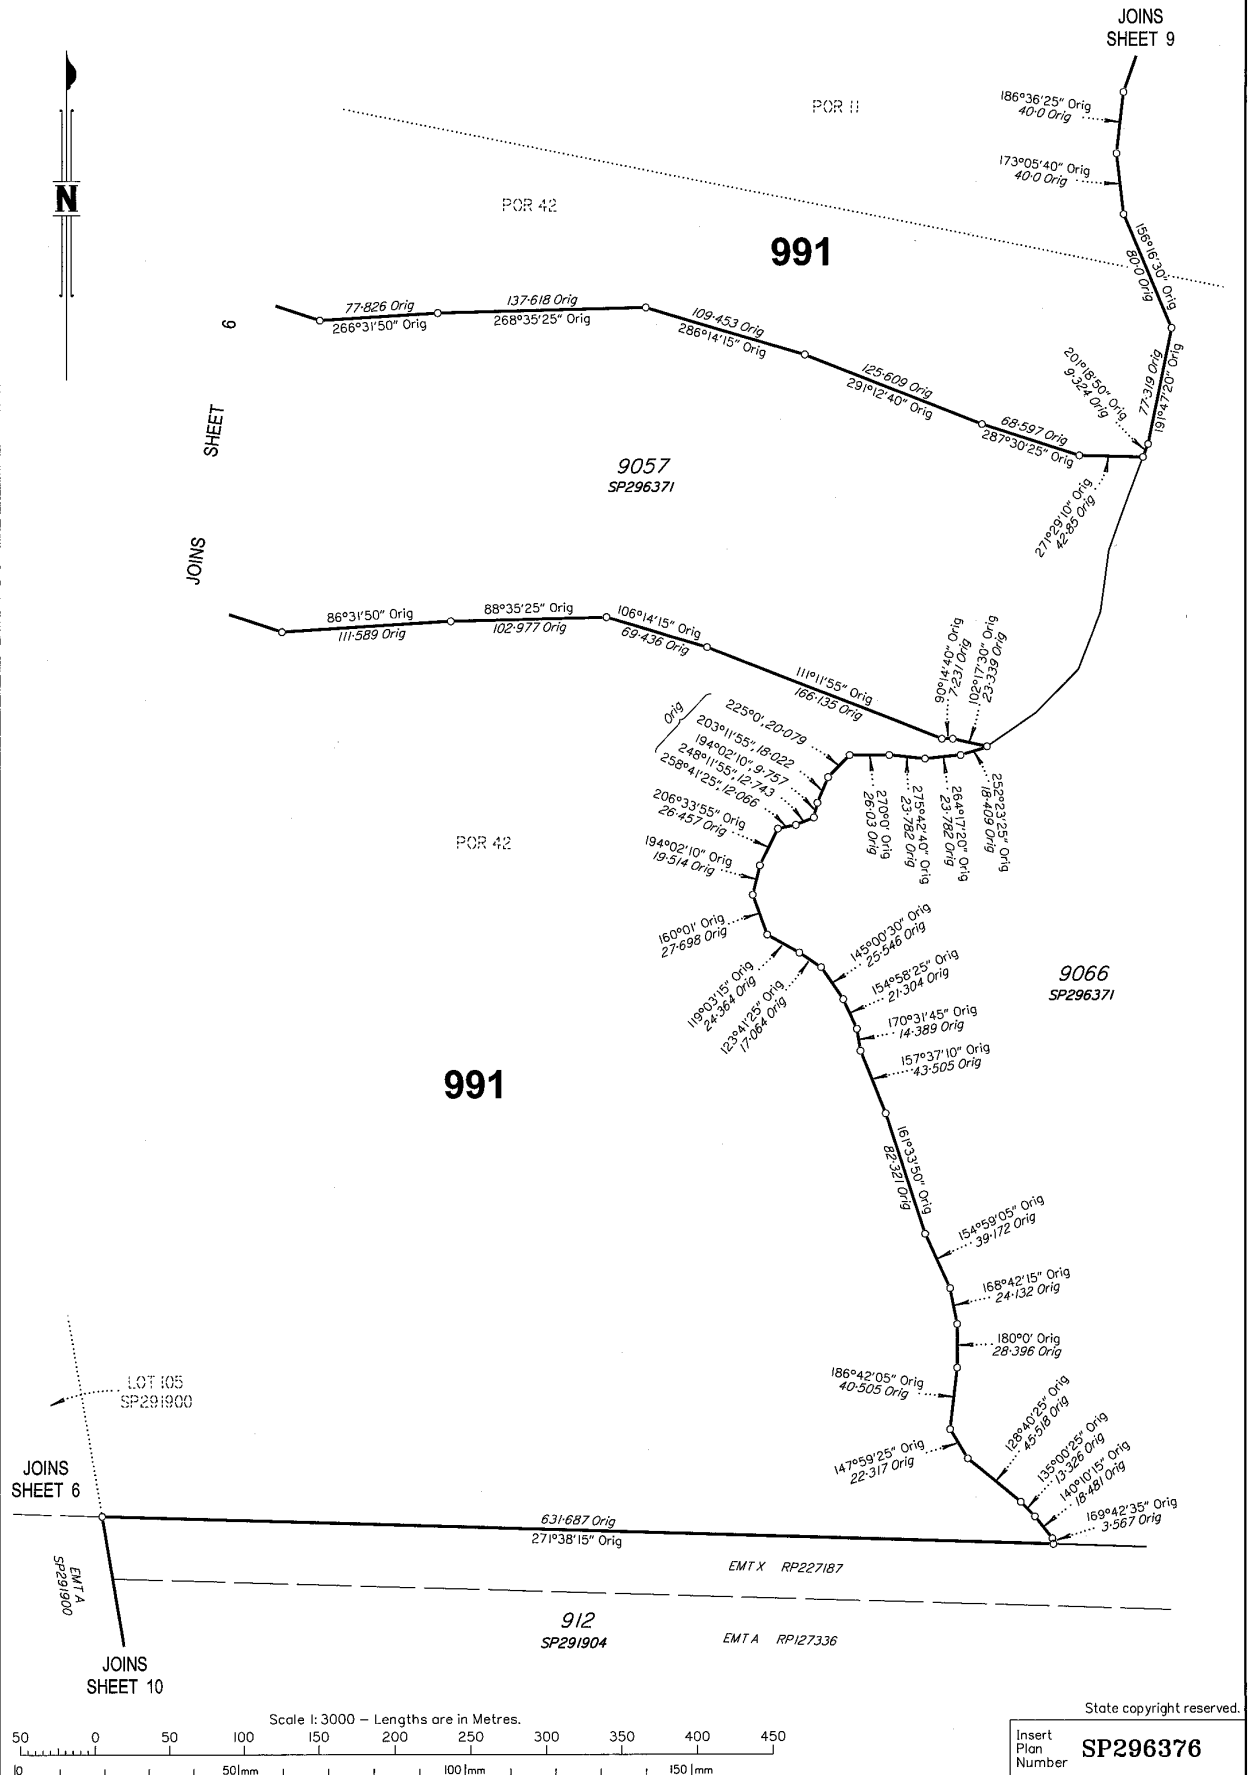 JOINS
SHEET 9
186°36'25" Orig
40·0 Orig
POR 11
N
173°05'40" Orig
40·0 Orig
POR 42
991
156°16'30" Orig
80·0 Orig
77·826 Orig
266°31'50" Orig
137·618 Orig
268°35'25" Orig
109·453 Orig
286°14'15" Orig
125·609 Orig
291°12'40" Orig
68·597 Orig
287°30'25" Orig
201°18'50" Orig
9·324 Orig
77·319 Orig
191°47'20" Orig
271°29'10" Orig
42·85 Orig
JOINS SHEET 6
9057
SP296371
86°31'50" Orig
111·589 Orig
88°35'25" Orig
102·977 Orig
106°14'15" Orig
69·436 Orig
111°11'55" Orig
166·135 Orig
90°14'40" Orig
7·231 Orig
102°17'30" Orig
23·339 Orig
Orig
225°0', 20·079
203°11'55", 18·022
194°02'10", 9·757
248°11'55", 12·743
258°41'25", 12·066
206°33'55" Orig
26·457 Orig
194°02'10" Orig
19·514 Orig
270°0' Orig
26·03 Orig
275°42'40" Orig
23·782 Orig
264°17'20" Orig
23·782 Orig
252°23'25" Orig
18·409 Orig
POR 42
160°01' Orig
27·698 Orig
119°03'15" Orig
24·364 Orig
123°41'25" Orig
17·064 Orig
145°00'30" Orig
25·546 Orig
154°58'25" Orig
21·304 Orig
170°31'45" Orig
14·389 Orig
157°37'10" Orig
43·505 Orig
9066
SP296371
991
161°33'50" Orig
82·321 Orig
154°59'05" Orig
39·172 Orig
168°42'15" Orig
24·132 Orig
180°0' Orig
28·396 Orig
186°42'05" Orig
40·505 Orig
147°59'25" Orig
22·317 Orig
128°40'25" Orig
45·518 Orig
135°00'25" Orig
13·326 Orig
140°10'15" Orig
18·481 Orig
169°42'35" Orig
3·567 Orig
LOT 105
SP291900
JOINS
SHEET 6
631·687 Orig
271°38'15" Orig
EMT X RP227187
EMT A
SP291900
912
SP291904
EMT A RP127336
JOINS
SHEET 10
State copyright reserved.
Scale 1:3000 – Lengths are in Metres.
50 0 50 100 150 200 250 300 350 400 450
50mm 100mm 150mm
Insert
Plan
Number
SP296376